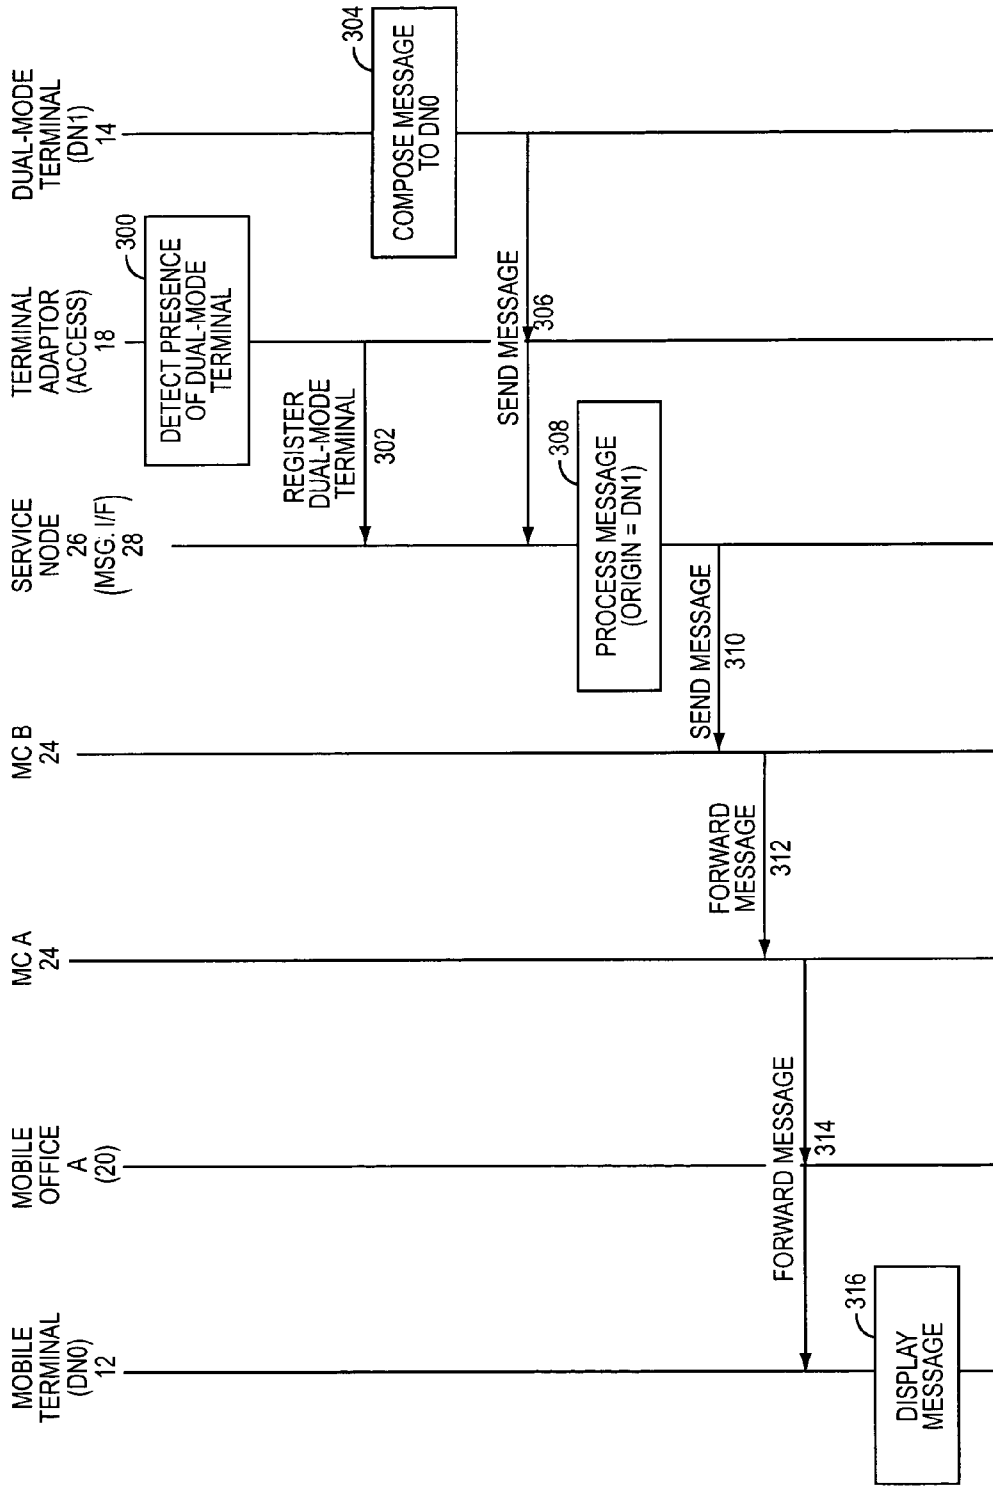 MOBILE
TERMINAL
(DN0)
12
MOBILE
OFFICE
A
(20)
MC A
24
MC B
24
SERVICE
NODE
26
(MSG. I/F)
28
TERMINAL
ADAPTOR
(ACCESS)
18
DUAL-MODE
TERMINAL
(DN1)
14
300
DETECT PRESENCE
OF DUAL-MODE
TERMINAL
REGISTER
DUAL-MODE
TERMINAL
302
304
COMPOSE MESSAGE
TO DN0
SEND MESSAGE
306
308
PROCESS MESSAGE
(ORIGIN = DN1)
SEND MESSAGE
310
FORWARD
MESSAGE
312
FORWARD MESSAGE
314
316
DISPLAY
MESSAGE